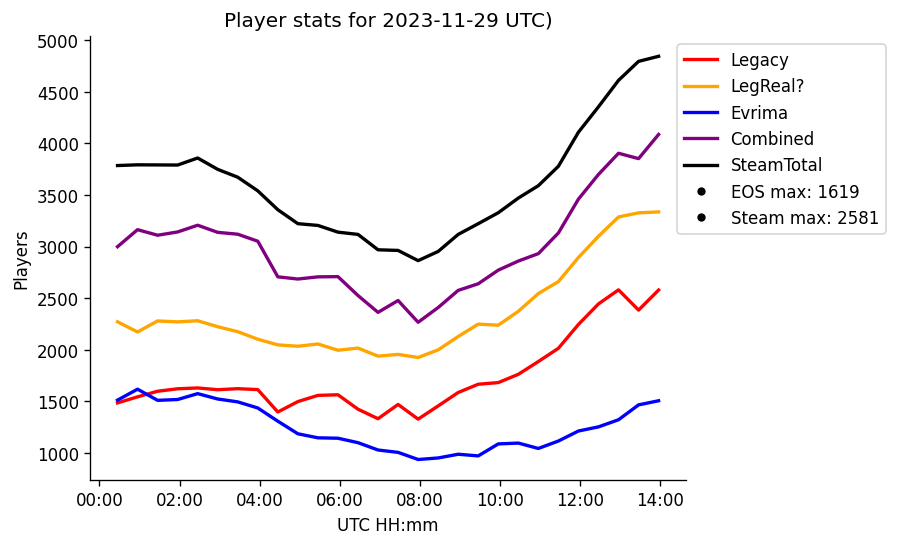 Player stats for 2023-11-29 UTC)
5000
4500
4000
3500
3000
2500
2000
1500
1000
Players
00:00 02:00 04:00 06:00 08:00 10:00 12:00 14:00
UTC HH:mm
Legacy
LegReal?
Evrima
Combined
SteamTotal
EOS max: 1619
Steam max: 2581